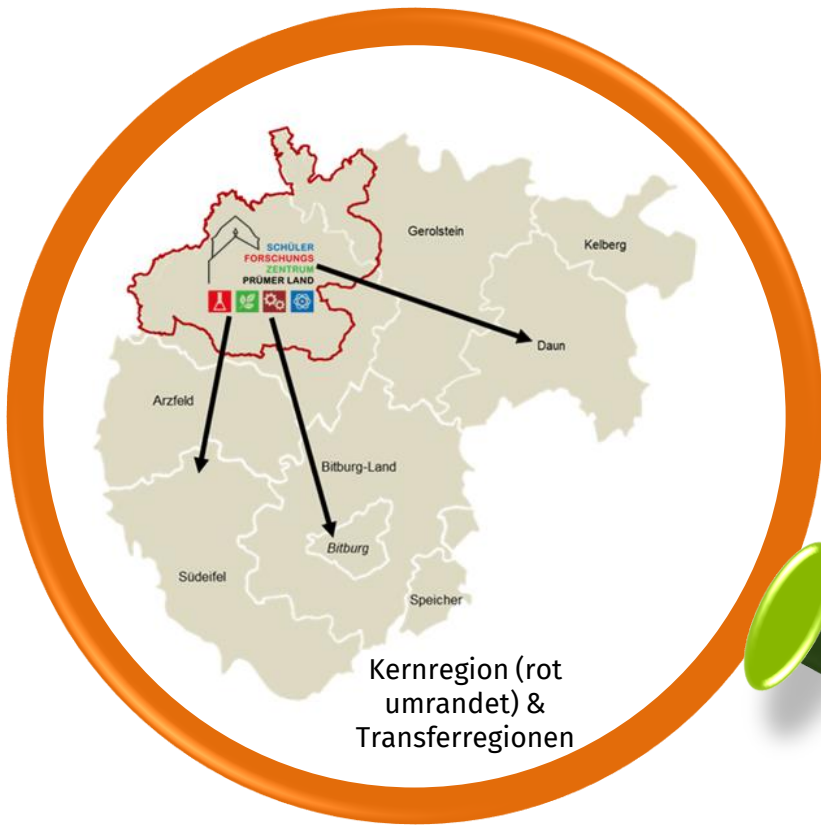 Gerolstein
Kelberg
SCHÜLER
FORSCHUNGS
ZENTRUM
PRÜMER LAND
Daun
Arzfeld
Bitburg-Land
Bitburg
Südeifel
Speicher
Kernregion (rot
umrandet) &
Transferregionen